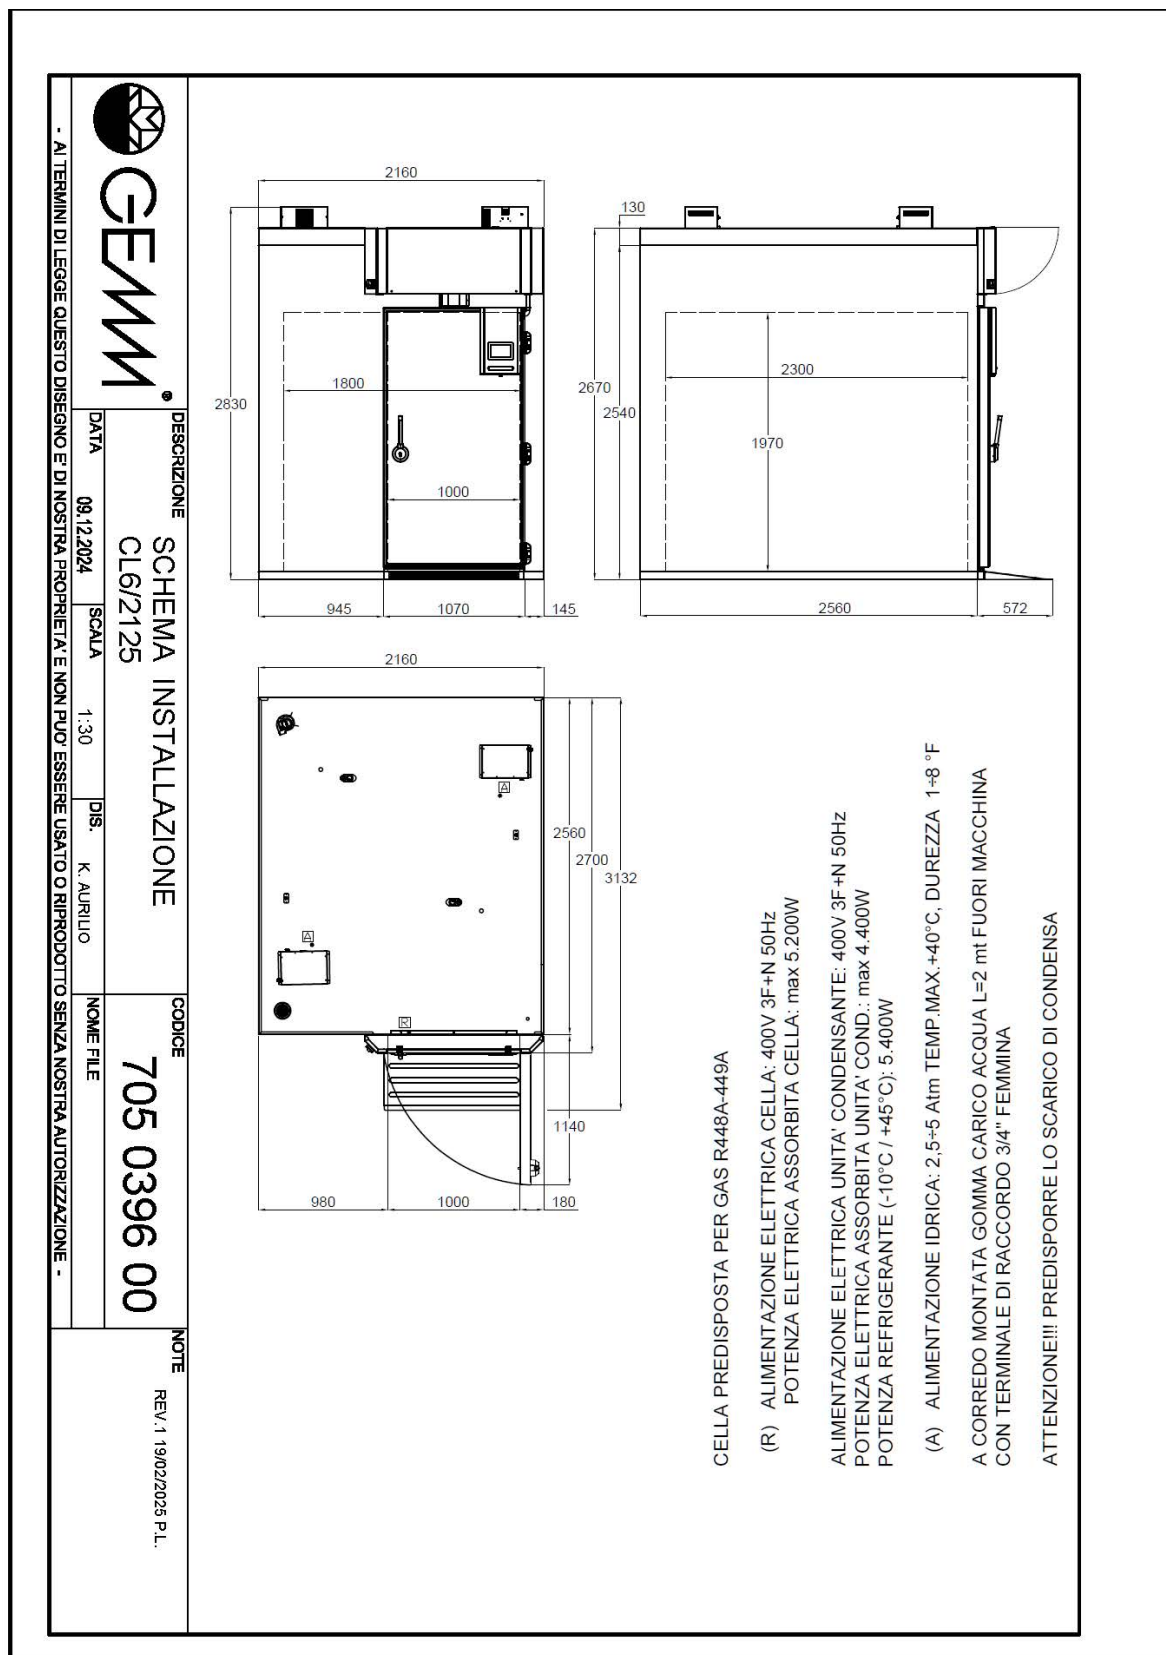 2160
130
2830
1800
1000
945
1070
145
2670
2540
2300
1970
2560
572
2160
2560
2700
3132
1140
980
1000
180
A
A
R
CELLA PREDISPOSTA PER GAS R448A-449A
(R) ALIMENTAZIONE ELETTRICA CELLA: 400V 3F+N 50Hz
POTENZA ELETTRICA ASSORBITA CELLA: max 5.200W
ALIMENTAZIONE ELETTRICA UNITA' CONDENSANTE: 400V 3F+N 50Hz
POTENZA ELETTRICA ASSORBITA UNITA' COND.: max 4.400W
POTENZA REFRIGERANTE (-10°C / +45°C): 5.400W
(A) ALIMENTAZIONE IDRICA: 2,5÷5 Atm TEMP.MAX.+40°C, DUREZZA 1÷8 °F
A CORREDO MONTATA GOMMA CARICO ACQUA L=2 mt FUORI MACCHINA
CON TERMINALE DI RACCORDO 3/4" FEMMINA
ATTENZIONE!!! PREDISPORRE LO SCARICO DI CONDENSA
GEMM®
DESCRIZIONE
SCHEMA INSTALLAZIONE
CL6/2125
DATA 09.12.2024
SCALA 1:30
DIS. K. AURILIO
CODICE
705 0396 00
NOME FILE
NOTE
REV.1 19/02/2025 P.L.
- AI TERMINI DI LEGGE QUESTO DISEGNO E' DI NOSTRA PROPRIETA' E NON PUO' ESSERE USATO O RIPRODOTTO SENZA NOSTRA AUTORIZZAZIONE -